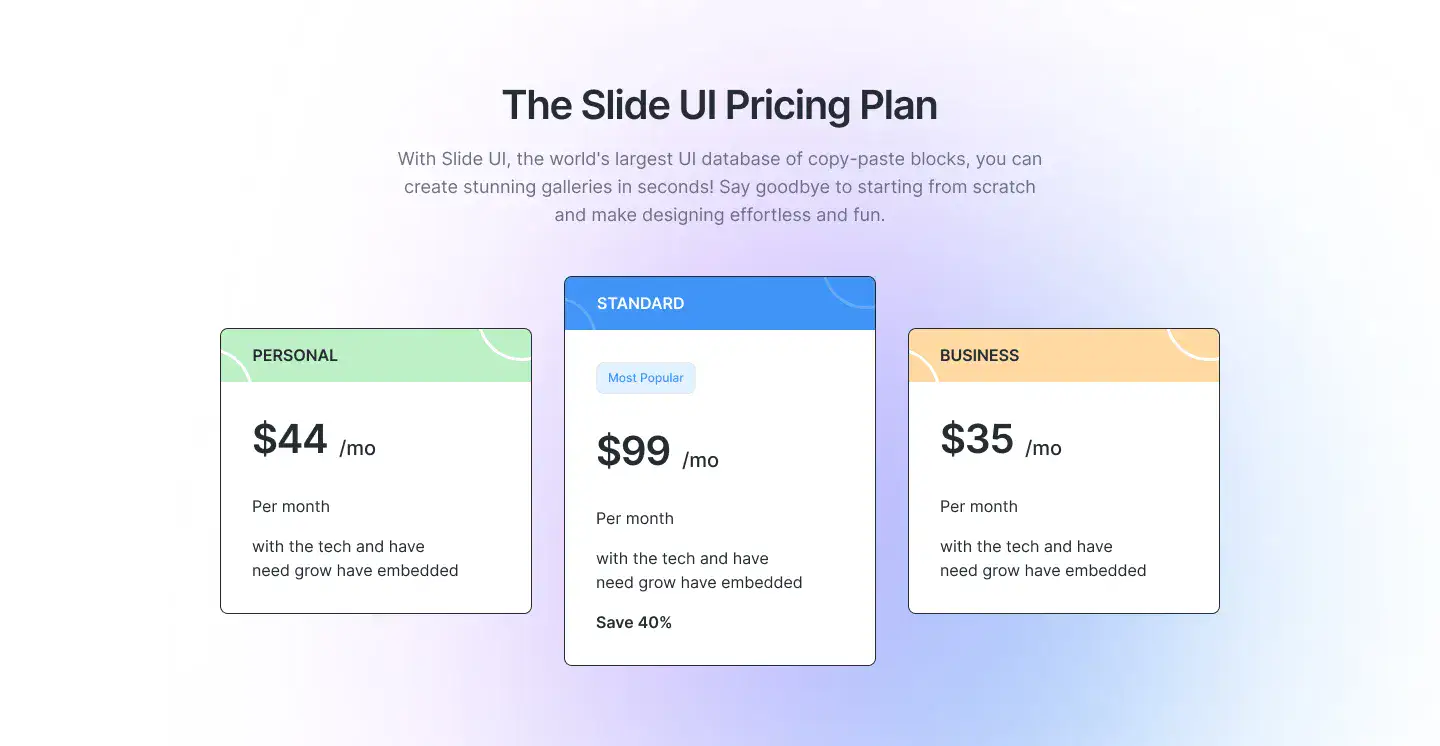 The Slide UI Pricing Plan
With Slide UI, the world's largest UI database of copy-paste blocks, you can
create stunning galleries in seconds! Say goodbye to starting from scratch
and make designing effortless and fun.
PERSONAL
$44 /mo
Per month
with the tech and have
need grow have embedded
STANDARD
Most Popular
$99 /mo
Per month
with the tech and have
need grow have embedded
Save 40%
BUSINESS
$35 /mo
Per month
with the tech and have
need grow have embedded